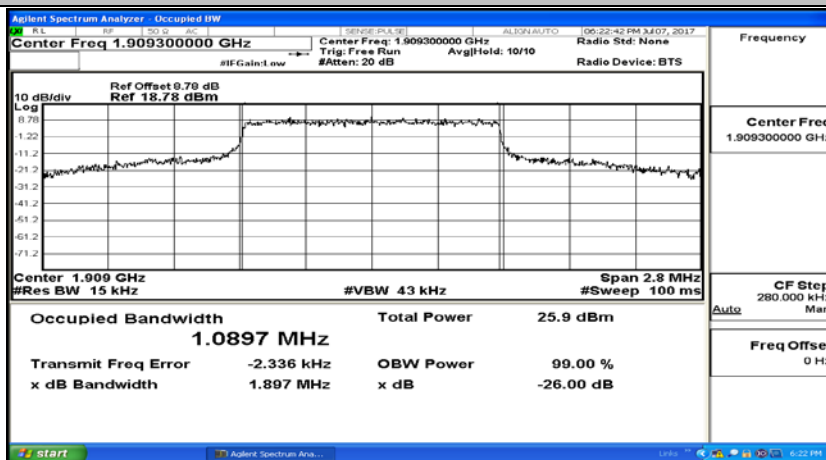 Agilent Spectrum Analyzer - Occupied BW
RL RF 50 Ω AC SENSE:PULSE ALIGN AUTO 06:22:42 PM Jul 07, 2017
Center Freq 1.909300000 GHz Center Freq: 1.909300000 GHz Radio Std: None
Trig: Free Run Avg|Hold: 10/10
#IFGain:Low #Atten: 20 dB Radio Device: BTS
Frequency
Ref Offset 8.78 dB
10 dB/div Ref 18.78 dBm
Log
8.78
-1.22
-11.2
-21.2
-31.2
-41.2
-51.2
-61.2
-71.2
Center Freq
1.909300000 GHz
Center 1.909 GHz Span 2.8 MHz
#Res BW 15 kHz #VBW 43 kHz #Sweep 100 ms
CF Step
280.000 kHz
Auto Man
Occupied Bandwidth Total Power 25.9 dBm
1.0897 MHz
Transmit Freq Error -2.336 kHz OBW Power 99.00 %
x dB Bandwidth 1.897 MHz x dB -26.00 dB
Freq Offset
0 Hz
start Agilent Spectrum Ana... Links 6:22 PM